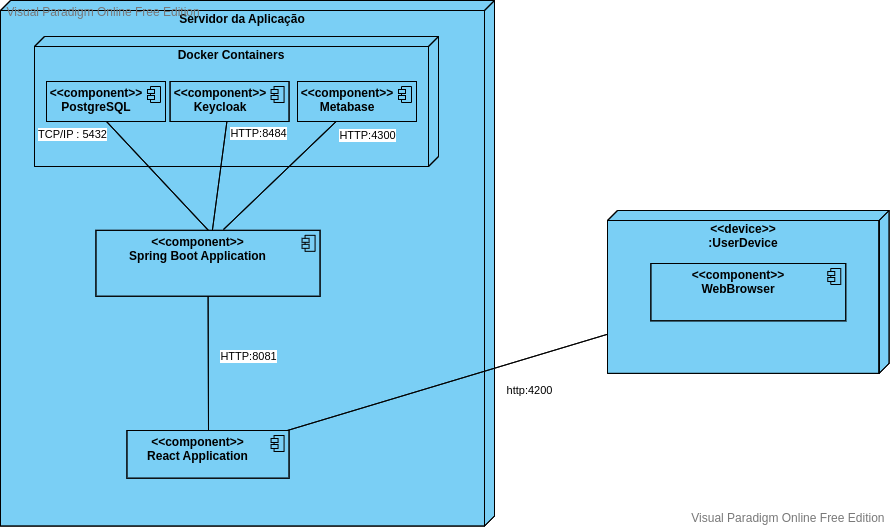 Visual Paradigm Online Free Edition
Servidor da Aplicação
Docker Containers
<<component>>
PostgreSQL
<<component>>
Keycloak
<<component>>
Metabase
TCP/IP : 5432
HTTP:8484
HTTP:4300
<<component>>
Spring Boot Application
<<device>>
:UserDevice
<<component>>
WebBrowser
HTTP:8081
http:4200
<<component>>
React Application
Visual Paradigm Online Free Edition